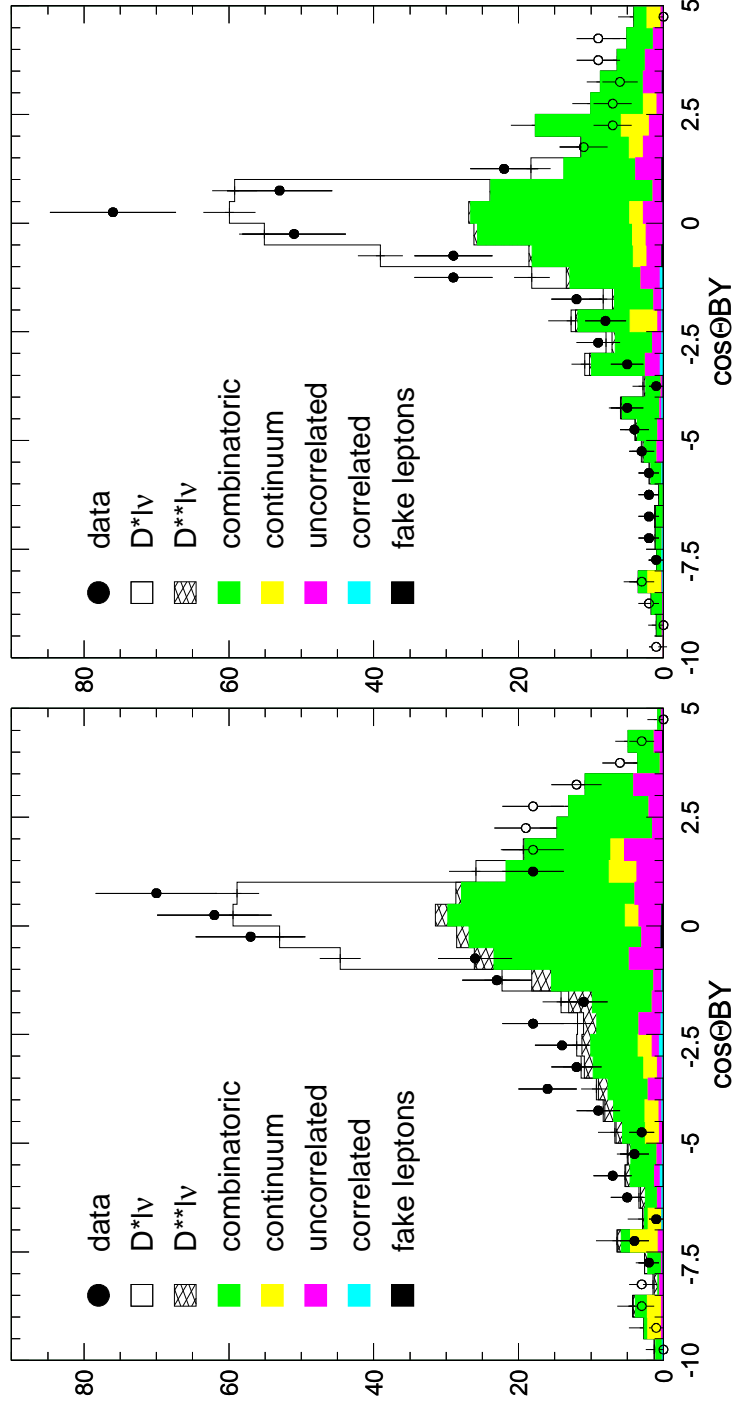 80
60
40
20
0
data
D*lν
D**lν
combinatoric
continuum
uncorrelated
correlated
fake leptons
-10 -7.5 -5 -2.5 0 2.5 5
cosΘBY
80
60
40
20
0
data
D*lν
D**lν
combinatoric
continuum
uncorrelated
correlated
fake leptons
-10 -7.5 -5 -2.5 0 2.5 5
cosΘBY